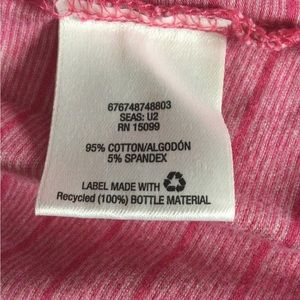 676748748803
SEAS: U2
RN 15099
95% COTTON/ALGODÓN
5% SPANDEX
LABEL MADE WITH
Recycled (100%) BOTTLE MATERIAL